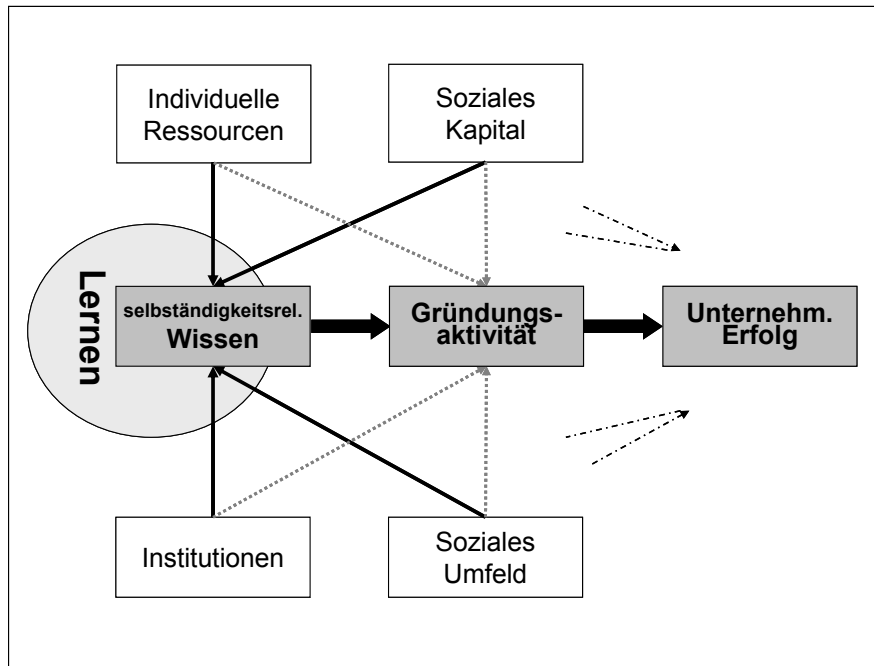 Individuelle
Ressourcen
Soziales
Kapital
Lernen
selbständigkeitsrel.
Wissen
Gründungs-
aktivität
Unternehm.
Erfolg
Institutionen
Soziales
Umfeld